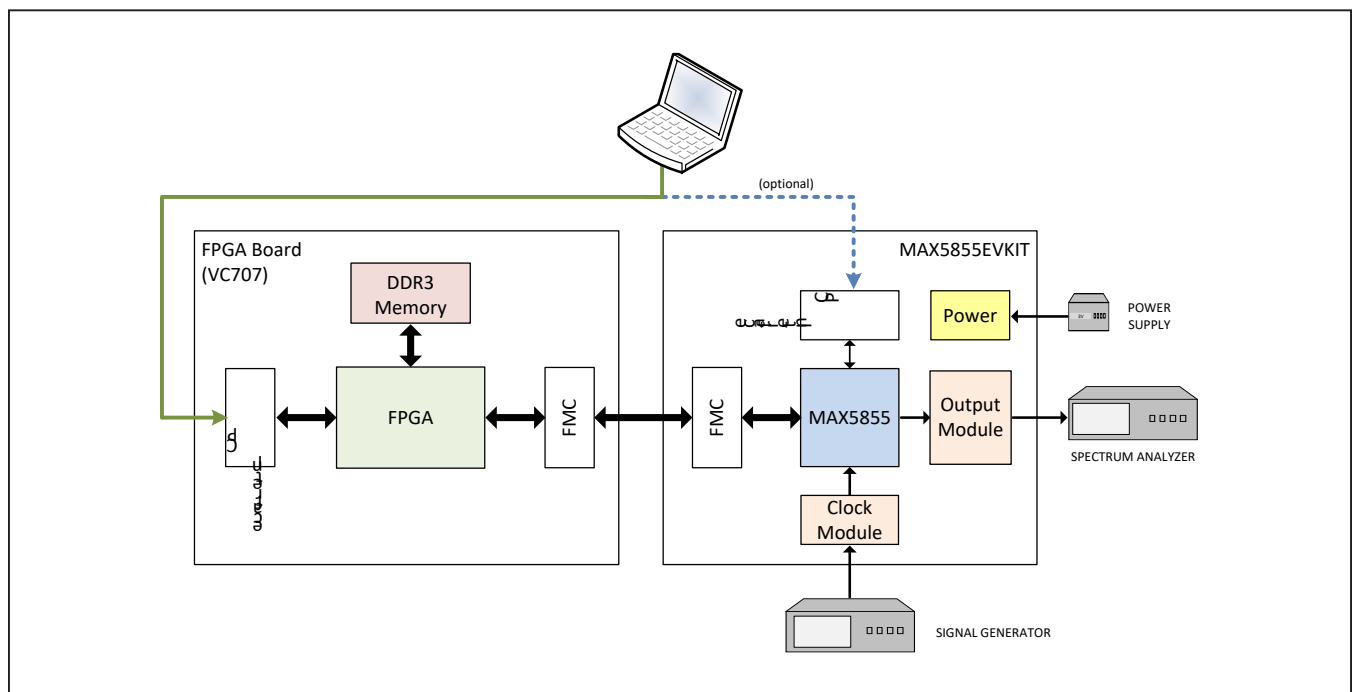 (optional)
FPGA Board
(VC707)
MAX5855EVKIT
DDR3
Memory
Power
POWER
SUPPLY
FPGA
FMC
FMC
MAX5855
Output
Module
SPECTRUM ANALYZER
Clock
Module
SIGNAL GENERATOR